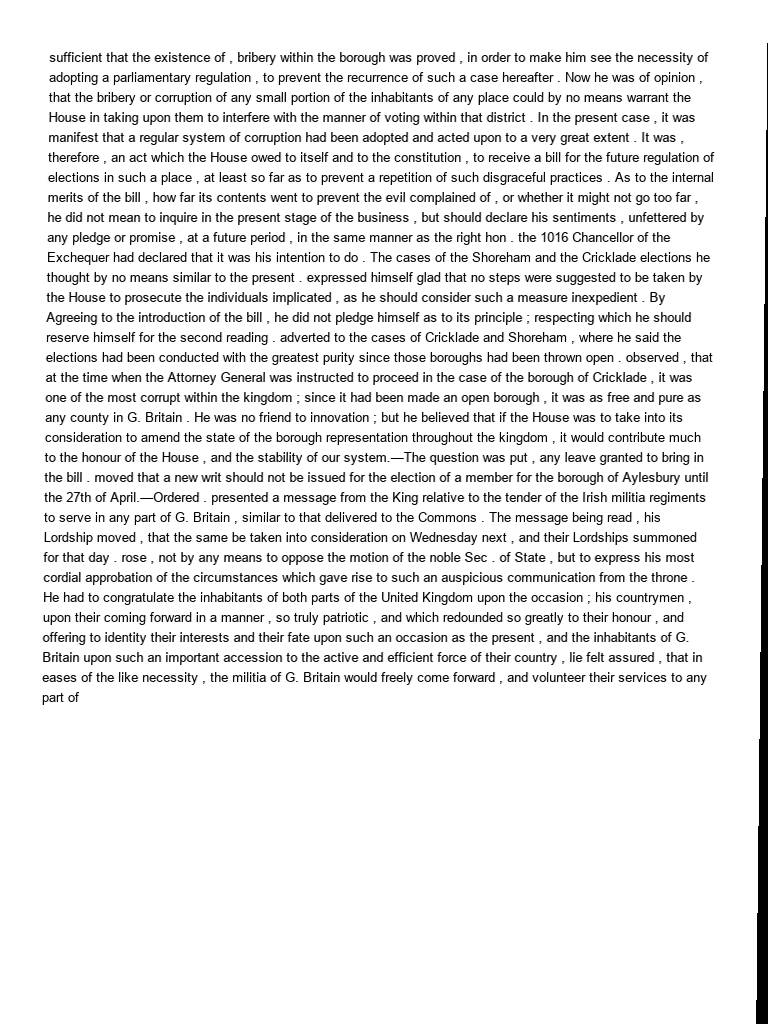 sufficient that the existence of , bribery within the borough was proved , in order to make him see the necessity of
adopting a parliamentary regulation , to prevent the recurrence of such a case hereafter . Now he was of opinion ,
that the bribery or corruption of any small portion of the inhabitants of any place could by no means warrant the
House in taking upon them to interfere with the manner of voting within that district . In the present case , it was
manifest that a regular system of corruption had been adopted and acted upon to a very great extent . It was ,
therefore , an act which the House owed to itself and to the constitution , to receive a bill for the future regulation of
elections in such a place , at least so far as to prevent a repetition of such disgraceful practices . As to the internal
merits of the bill , how far its contents went to prevent the evil complained of , or whether it might not go too far ,
he did not mean to inquire in the present stage of the business , but should declare his sentiments , unfettered by
any pledge or promise , at a future period , in the same manner as the right hon . the 1016 Chancellor of the
Exchequer had declared that it was his intention to do . The cases of the Shoreham and the Cricklade elections he
thought by no means similar to the present . expressed himself glad that no steps were suggested to be taken by
the House to prosecute the individuals implicated , as he should consider such a measure inexpedient . By
Agreeing to the introduction of the bill , he did not pledge himself as to its principle ; respecting which he should
reserve himself for the second reading . adverted to the cases of Cricklade and Shoreham , where he said the
elections had been conducted with the greatest purity since those boroughs had been thrown open . observed , that
at the time when the Attorney General was instructed to proceed in the case of the borough of Cricklade , it was
one of the most corrupt within the kingdom ; since it had been made an open borough , it was as free and pure as
any county in G. Britain . He was no friend to innovation ; but he believed that if the House was to take into its
consideration to amend the state of the borough representation throughout the kingdom , it would contribute much
to the honour of the House , and the stability of our system.—The question was put , any leave granted to bring in
the bill . moved that a new writ should not be issued for the election of a member for the borough of Aylesbury until
the 27th of April.—Ordered . presented a message from the King relative to the tender of the Irish militia regiments
to serve in any part of G. Britain , similar to that delivered to the Commons . The message being read , his
Lordship moved , that the same be taken into consideration on Wednesday next , and their Lordships summoned
for that day . rose , not by any means to oppose the motion of the noble Sec . of State , but to express his most
cordial approbation of the circumstances which gave rise to such an auspicious communication from the throne .
He had to congratulate the inhabitants of both parts of the United Kingdom upon the occasion ; his countrymen ,
upon their coming forward in a manner , so truly patriotic , and which redounded so greatly to their honour , and
offering to identity their interests and their fate upon such an occasion as the present , and the inhabitants of G.
Britain upon such an important accession to the active and efficient force of their country , lie felt assured , that in
eases of the like necessity , the militia of G. Britain would freely come forward , and volunteer their services to any
part of